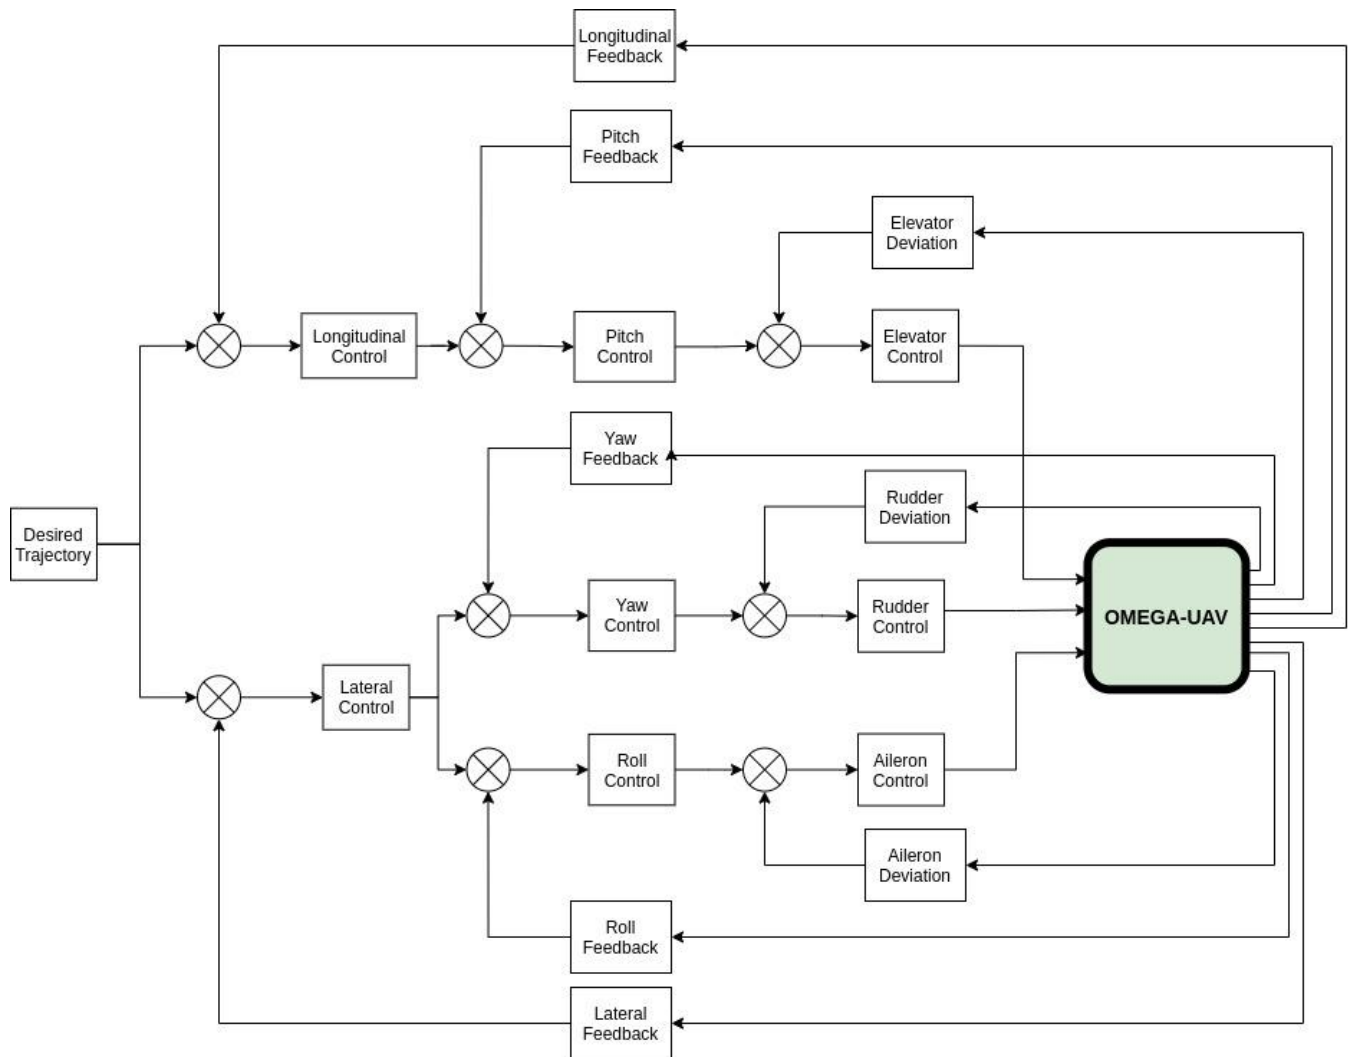 Longitudinal
Feedback
Pitch
Feedback
Elevator
Deviation
Longitudinal
Control
Pitch
Control
Elevator
Control
Yaw
Feedback
Rudder
Deviation
Desired
Trajectory
Yaw
Control
Rudder
Control
OMEGA-UAV
Lateral
Control
Roll
Control
Aileron
Control
Aileron
Deviation
Roll
Feedback
Lateral
Feedback